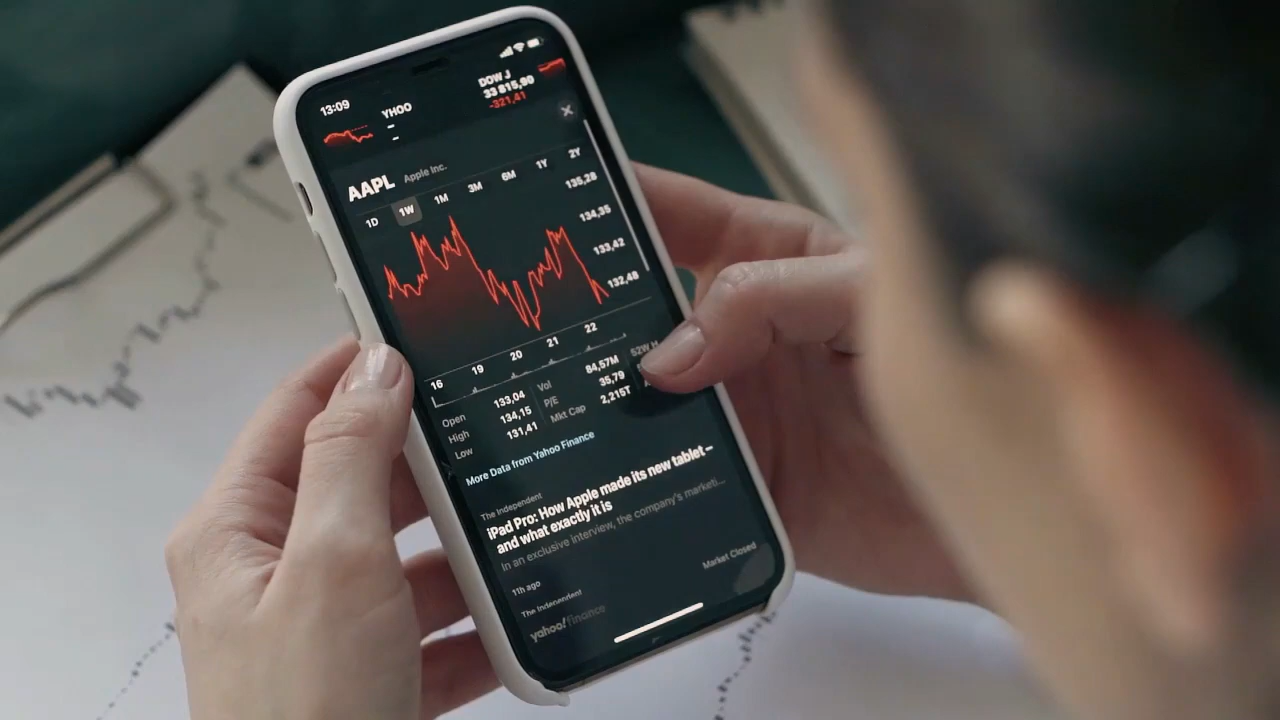 13:09
YHOO
-
-
DOW J
33 815,90
-321,41
AAPL Apple Inc.
1D 1W 1M 3M 6M 1Y 2Y
135,28
134,35
133,42
132,48
16 19 20 21 22
Open 133,04
High 134,15
Low 131,41
Vol 84,57M
P/E 35,79
Mkt Cap 2,215T
52W H
More Data from Yahoo Finance
The Independent
iPad Pro: How Apple made its new tablet –
and what exactly it is
In an exclusive interview, the company's marketi...
11h ago
The Independent
yahoo!finance
Market Closed